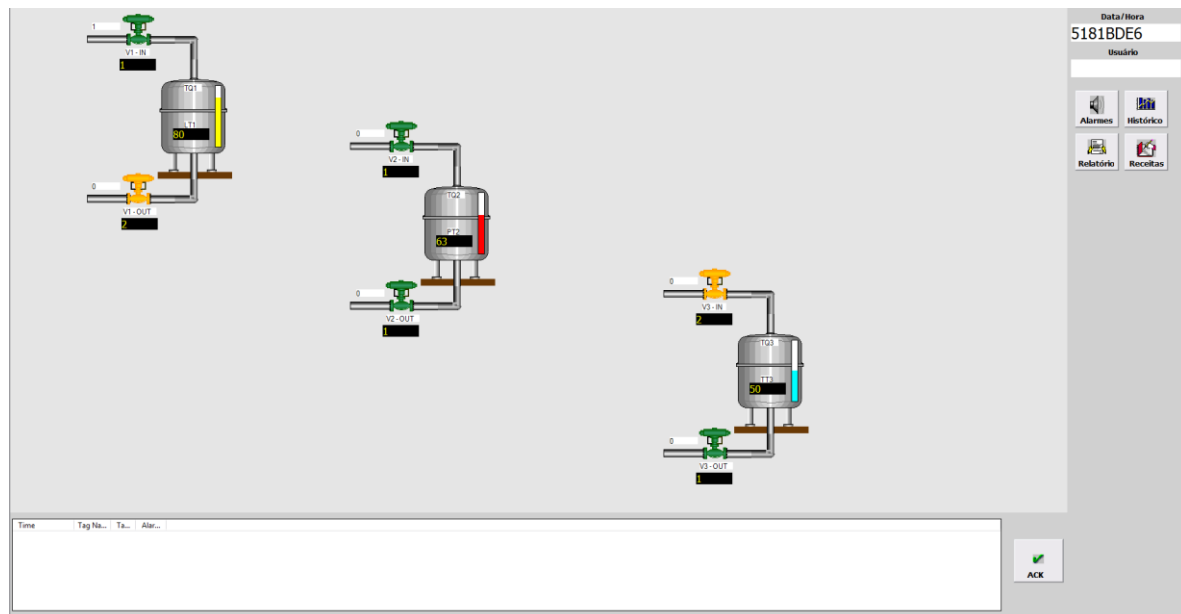 1
V1 - IN
1
TQ1
LT1
80
0
V1 - OUT
2
0
V2 - IN
1
TQ2
PT2
63
0
V2 - OUT
1
0
V3 - IN
2
TQ3
TT3
50
0
V3 - OUT
1
Data/Hora
5181BDE6
Usuário
Alarmes Histórico
Relatório Receitas
Time Tag Na... Ta... Alar...
ACK